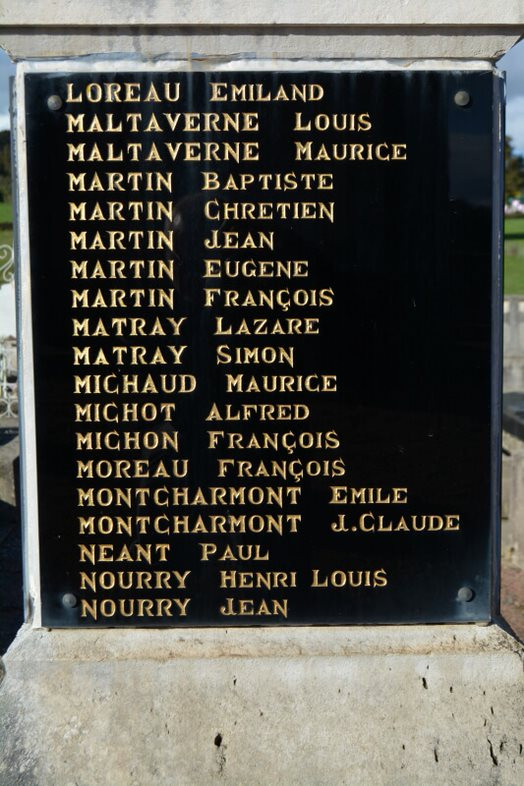 LOREAU EMILAND
MALTAVERNE LOUIS
MALTAVERNE MAURICE
MARTIN BAPTISTE
MARTIN CHRETIEN
MARTIN JEAN
MARTIN EUGENE
MARTIN FRANÇOIS
MATRAY LAZARE
MATRAY SIMON
MICHAUD MAURICE
MICHOT ALFRED
MICHON FRANÇOIS
MOREAU FRANÇOIS
MONTCHARMONT EMILE
MONTCHARMONT J.CLAUDE
NEANT PAUL
NOURRY HENRI LOUIS
NOURRY JEAN